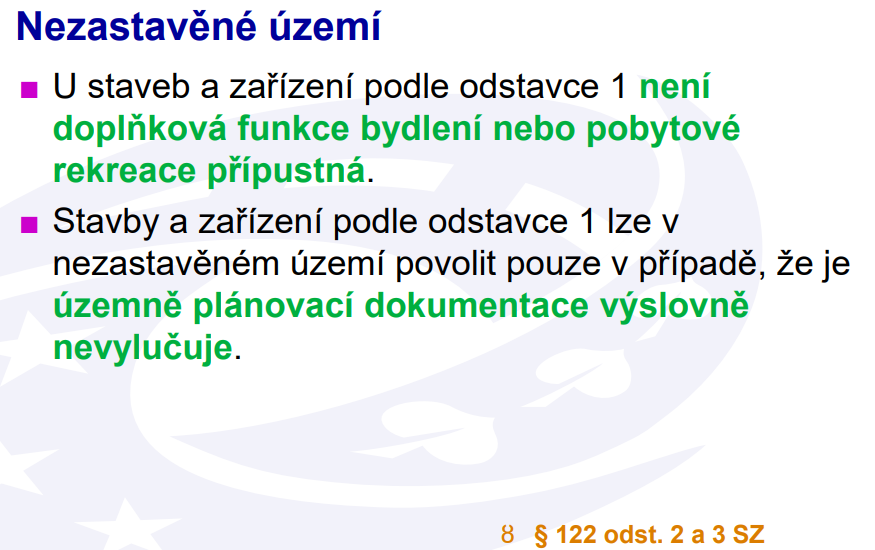 Nezastavěné území
U staveb a zařízení podle odstavce 1 není
doplňková funkce bydlení nebo pobytové
rekreace přípustná.
Stavby a zařízení podle odstavce 1 lze v
nezastavěném území povolit pouze v případě, že je
územně plánovací dokumentace výslovně
nevylučuje.
8 § 122 odst. 2 a 3 SZ